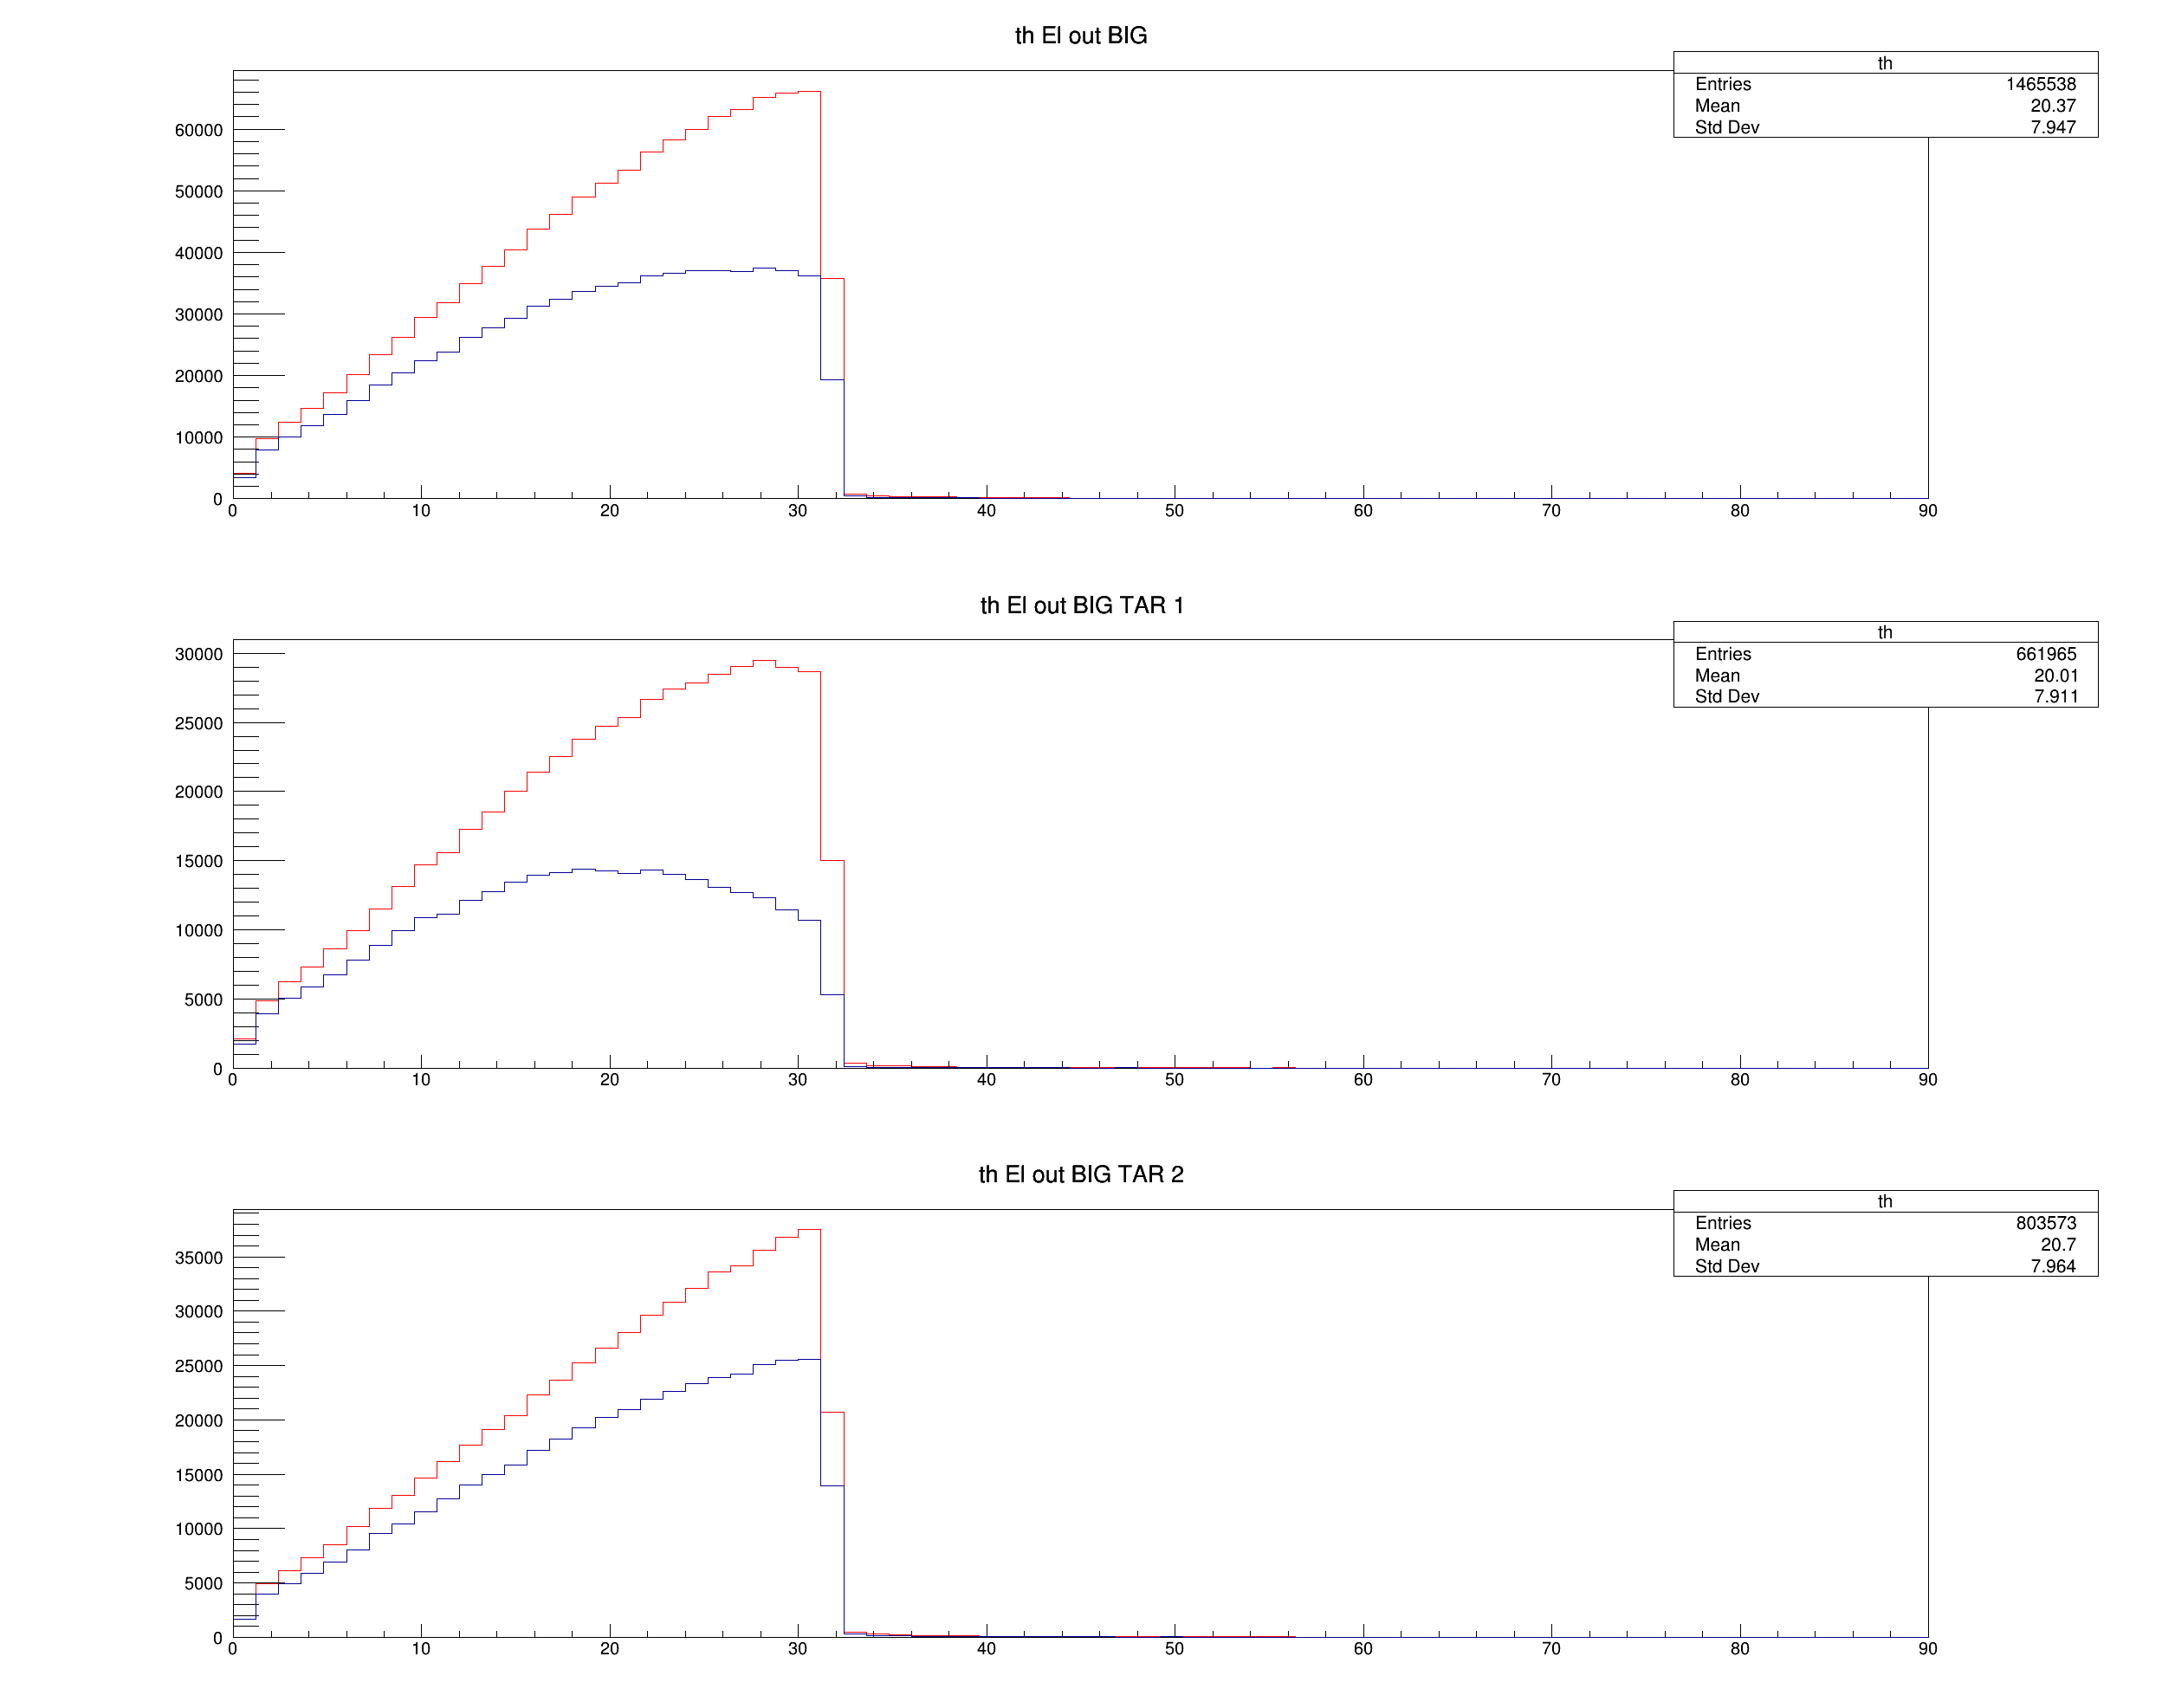 th El out BIG
th
Entries 1465538
Mean 20.37
Std Dev 7.947
60000
50000
40000
30000
20000
10000
0
0 10 20 30 40 50 60 70 80 90
th El out BIG TAR 1
th
Entries 661965
Mean 20.01
Std Dev 7.911
30000
25000
20000
15000
10000
5000
0
0 10 20 30 40 50 60 70 80 90
th El out BIG TAR 2
th
Entries 803573
Mean 20.7
Std Dev 7.964
35000
30000
25000
20000
15000
10000
5000
0
0 10 20 30 40 50 60 70 80 90